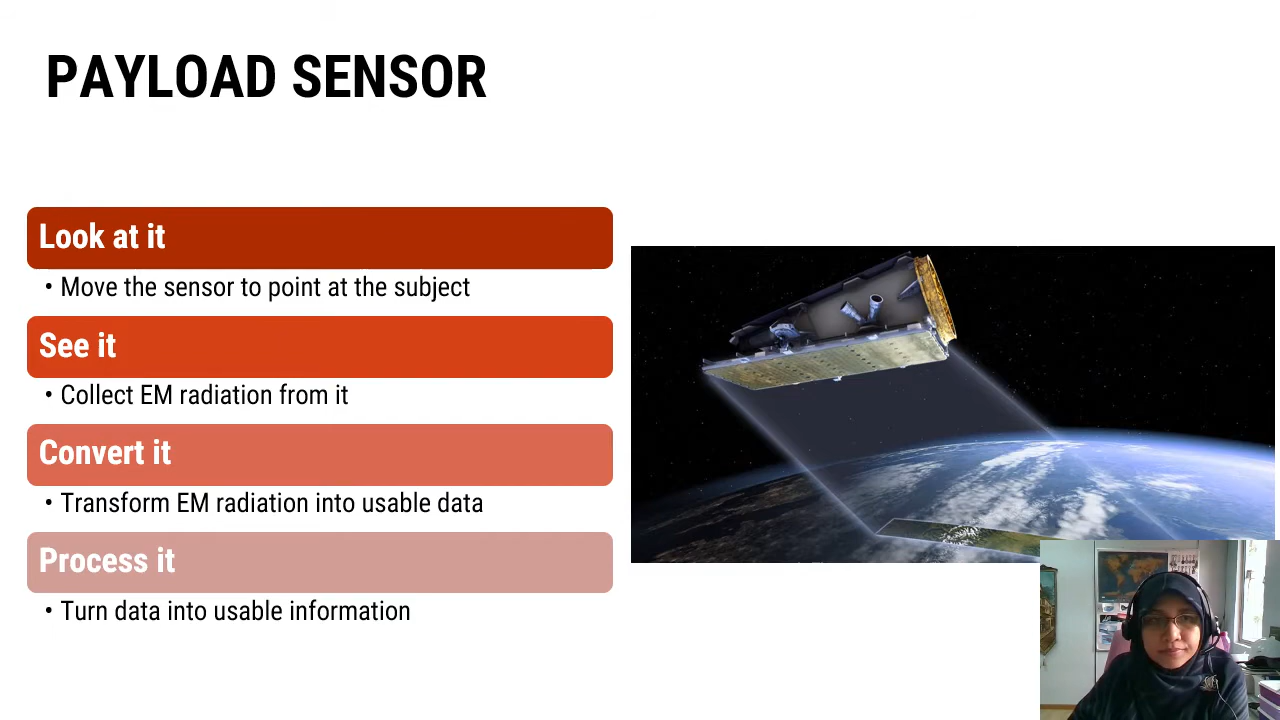 PAYLOAD SENSOR
Look at it
• Move the sensor to point at the subject
See it
• Collect EM radiation from it
Convert it
• Transform EM radiation into usable data
Process it
• Turn data into usable information